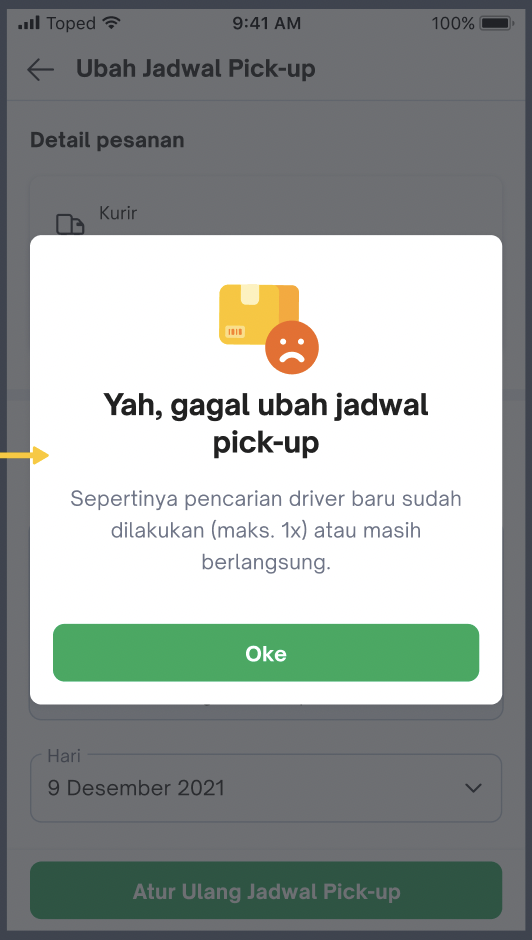 Toped
9:41 AM
100%
Ubah Jadwal Pick-up
Detail pesanan
Kurir
Yah, gagal ubah jadwal
pick-up
Sepertinya pencarian driver baru sudah
dilakukan (maks. 1x) atau masih
berlangsung.
Oke
Hari
9 Desember 2021
Atur Ulang Jadwal Pick-up